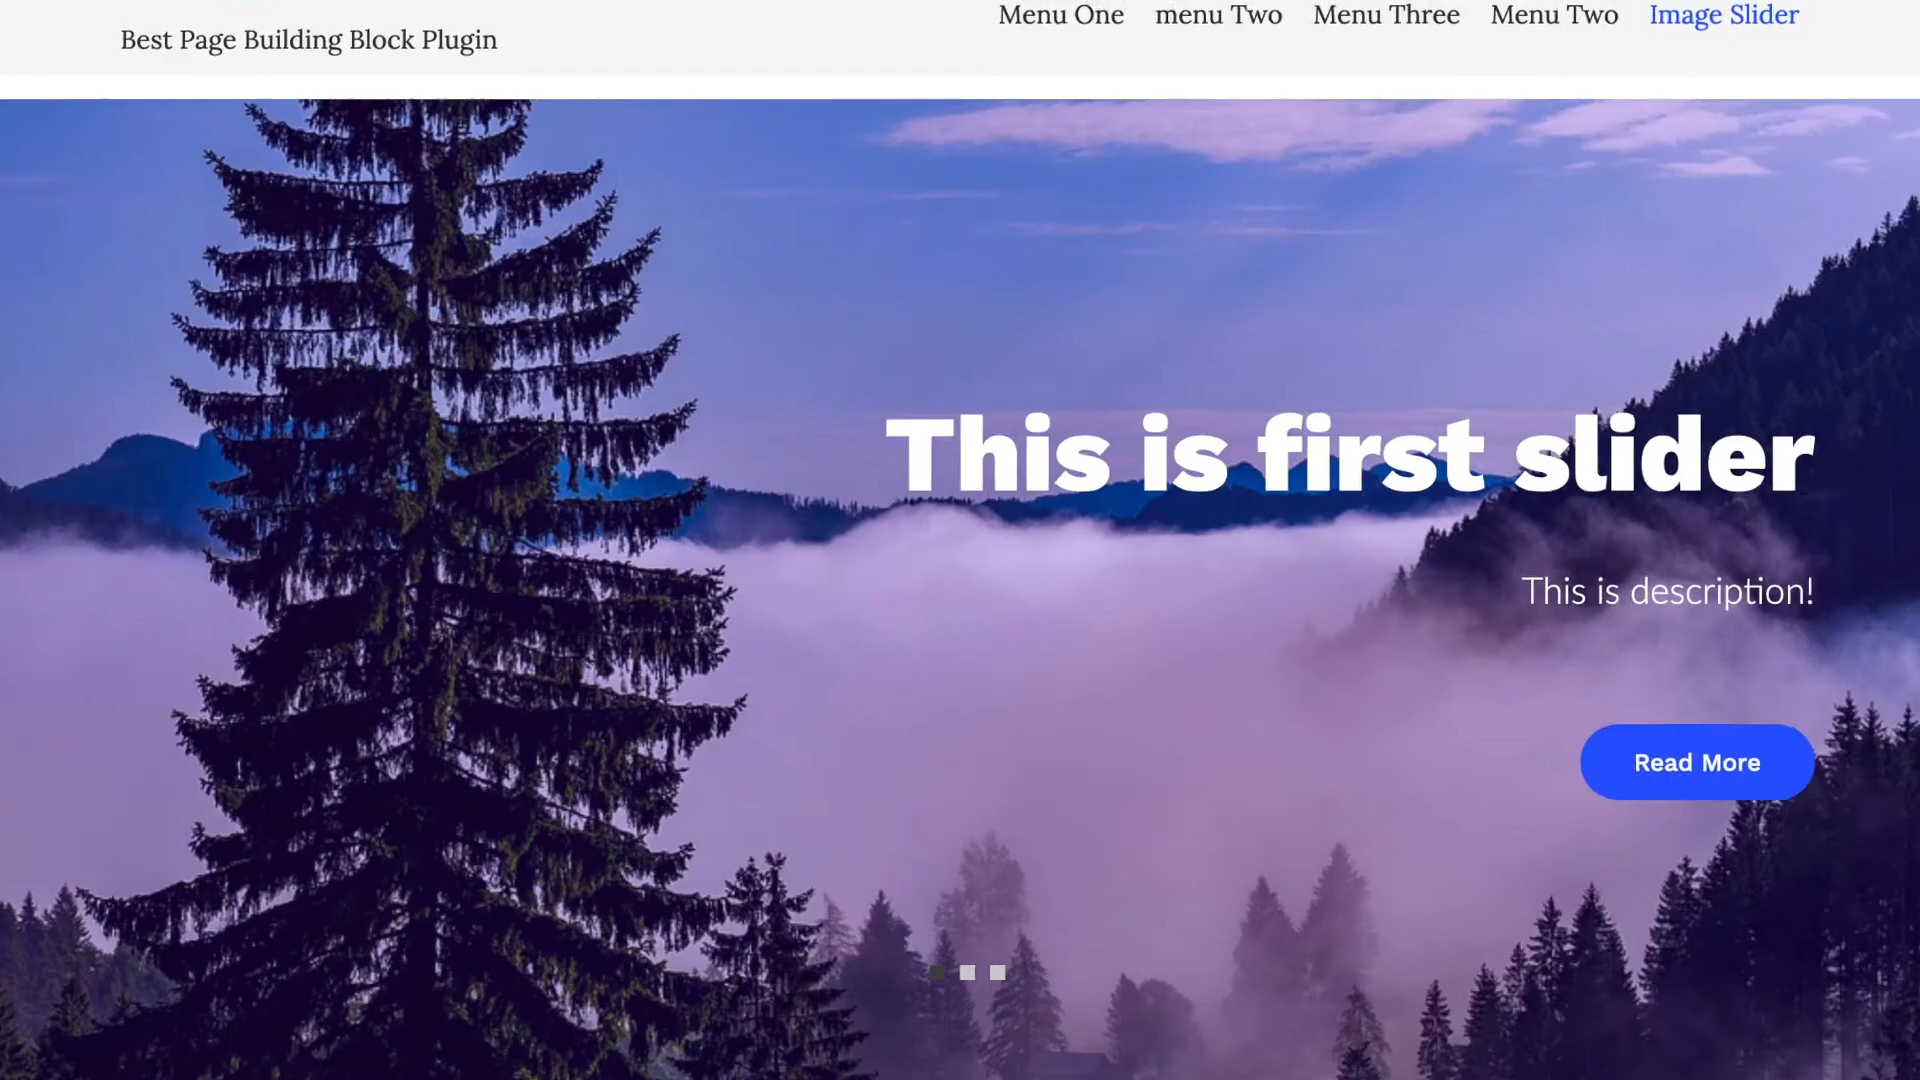 Best Page Building Block Plugin
Menu One menu Two Menu Three Menu Two Image Slider
This is first slider
This is description!
Read More